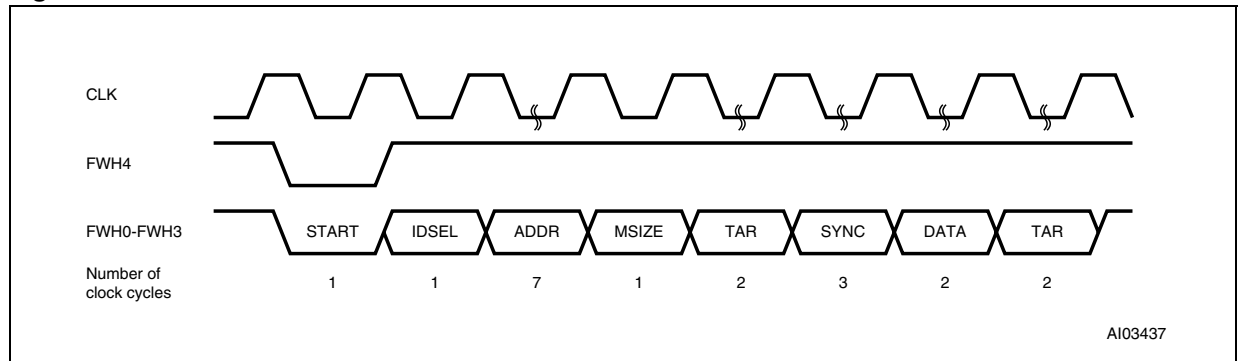 CLK
FWH4
FWH0-FWH3 START IDSEL ADDR MSIZE TAR SYNC DATA TAR
Number of
clock cycles 1 1 7 1 2 3 2 2
AI03437